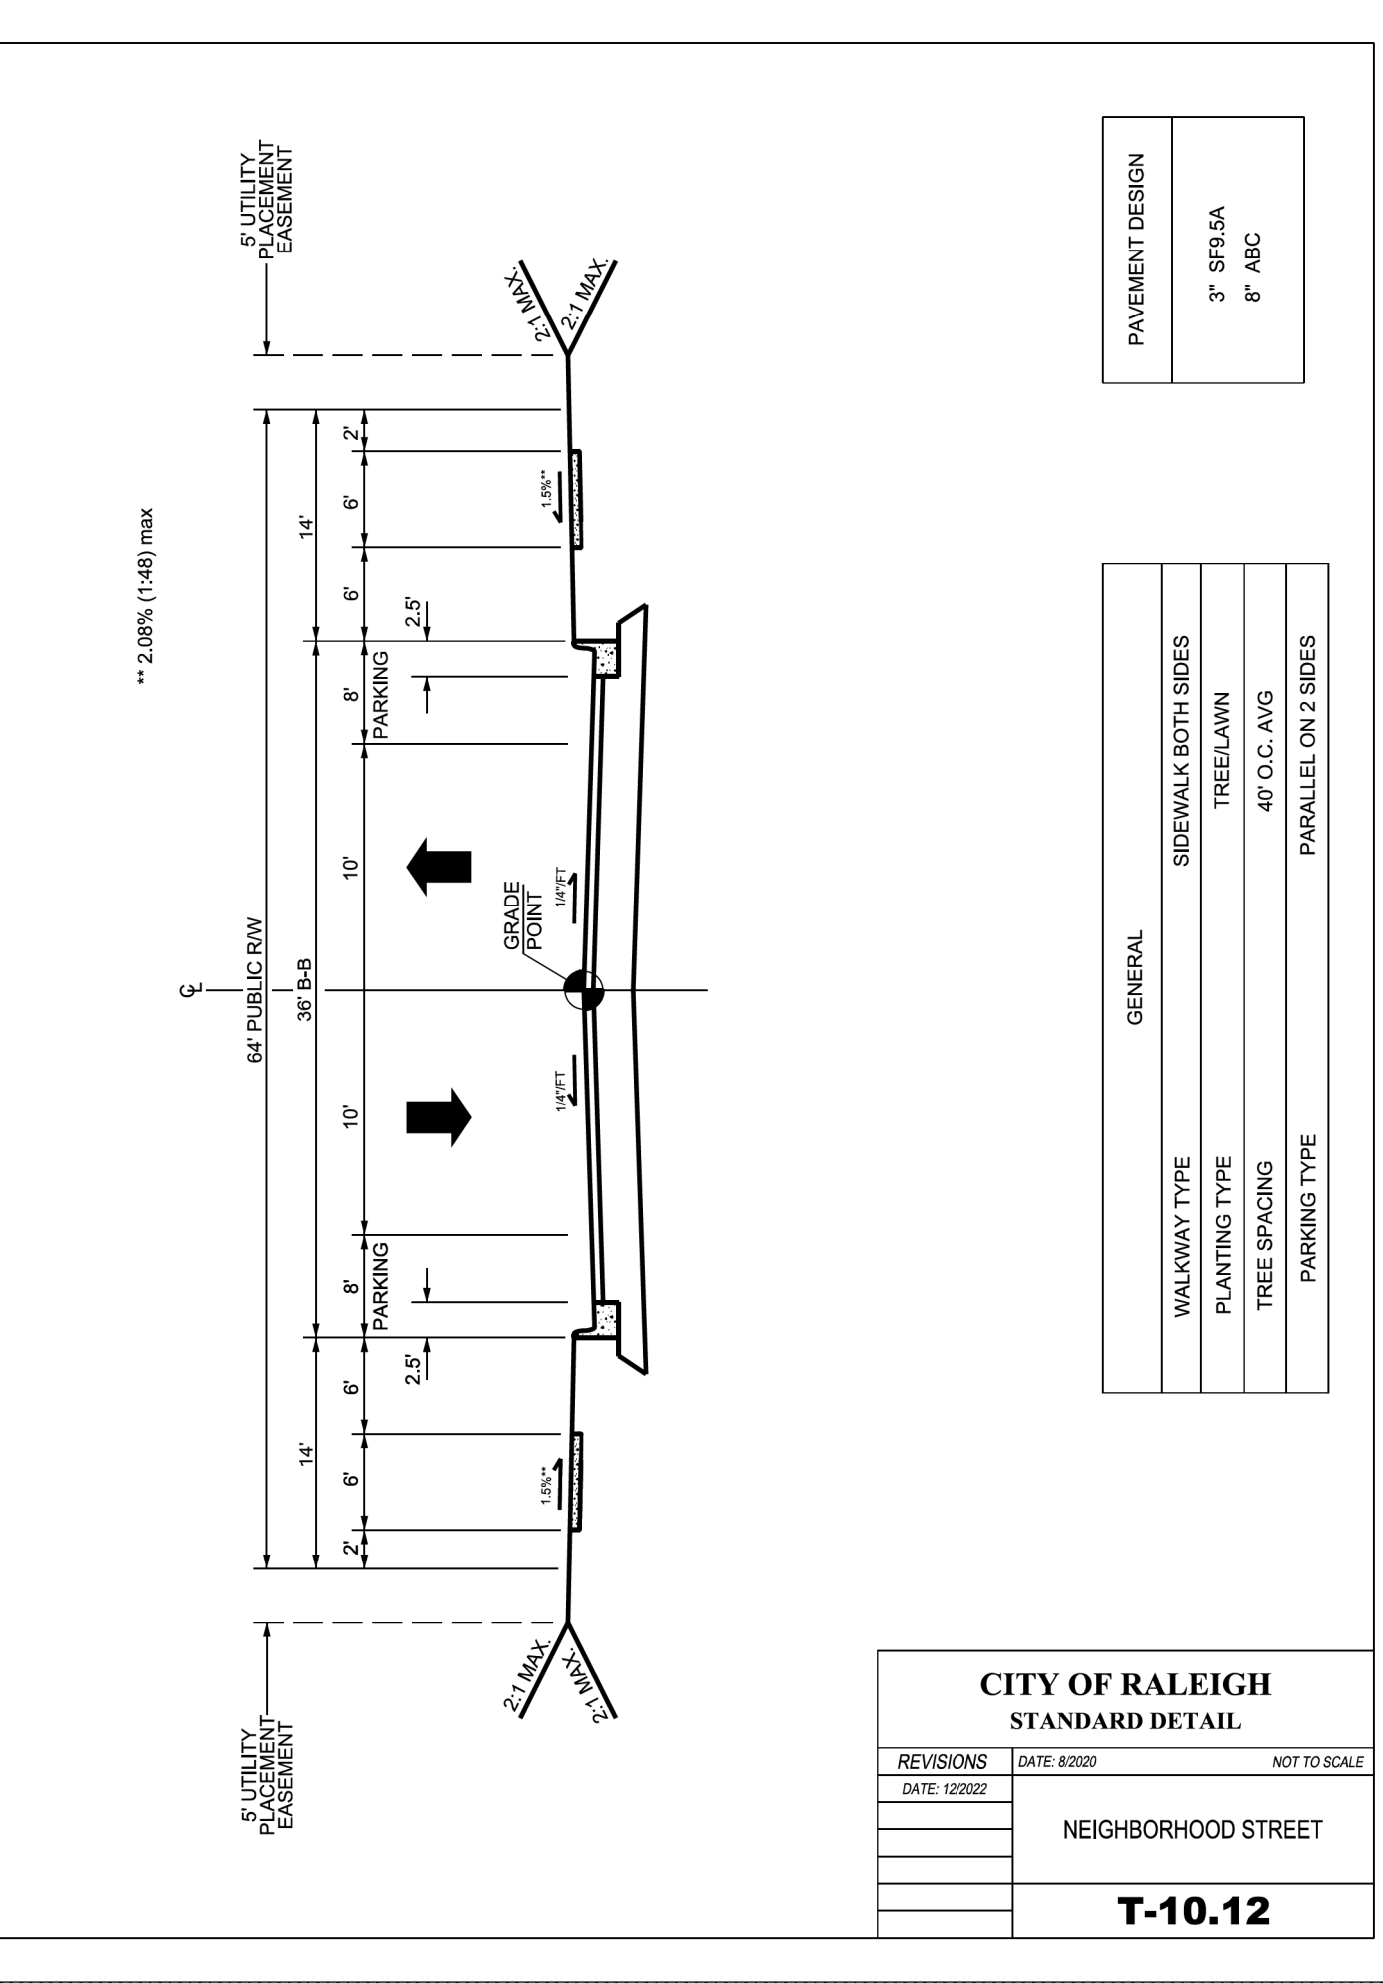 ** 2.08% (1:48) max
5' UTILITY
PLACEMENT
EASEMENT
℄
64' PUBLIC R/W
5' UTILITY
PLACEMENT
EASEMENT
14'
36' B-B
14'
2'
6'
6'
8'
10'
10'
8'
6'
6'
2'
PARKING
PARKING
2.5'
2.5'
2:1 MAX.
2:1 MAX.
1.5%**
1/4"/FT
GRADE
POINT
1/4"/FT
1.5%**
2:1 MAX.
2:1 MAX.
GENERAL
WALKWAY TYPE SIDEWALK BOTH SIDES
PLANTING TYPE TREE/LAWN
TREE SPACING 40' O.C. AVG
PARKING TYPE PARALLEL ON 2 SIDES
PAVEMENT DESIGN
3" SF9.5A
8" ABC
CITY OF RALEIGH
STANDARD DETAIL
REVISIONS DATE: 8/2020 NOT TO SCALE
DATE: 12/2022
NEIGHBORHOOD STREET
T-10.12